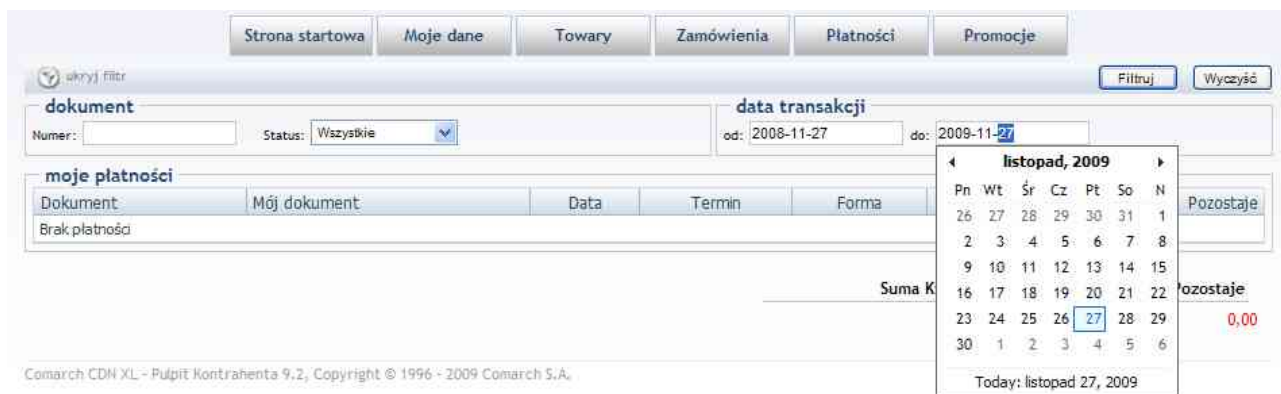 Strona startowa Moje dane Towary Zamówienia Płatności Promocje
ukryj filtr Filtruj Wyczyść
dokument data transakcji
Numer: Status: Wszystkie od: 2008-11-27 do: 2009-11-27
listopad, 2009
moje płatności
Pn Wt Śr Cz Pt So N
Dokument Mój dokument Data Termin Forma Pozostaje
26 27 28 29 30 31 1
Brak płatności
2 3 4 5 6 7 8
9 10 11 12 13 14 15
Suma K Pozostaje
16 17 18 19 20 21 22
23 24 25 26 27 28 29 0,00
30 1 2 3 4 5 6
Comarch CDN XL - Pulpit Kontrahenta 9.2, Copyright © 1996 - 2009 Comarch S.A.
Today: listopad 27, 2009